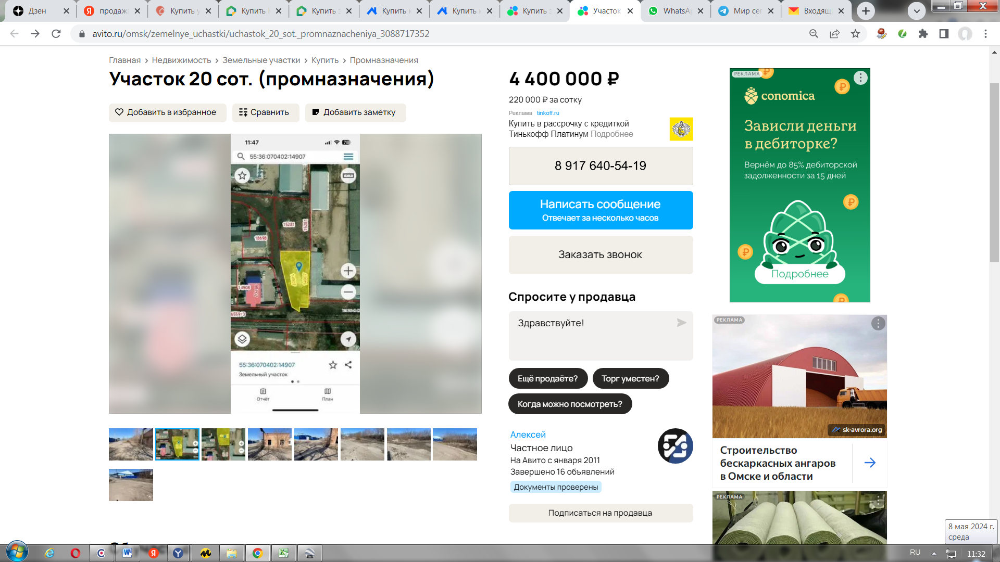 Дзен
продаж
Купить у
Купить
Купить з
Купить к
Купить к
Купить з
Участок
WhatsA
Мир сег
Входящ
avito.ru/omsk/zemelnye_uchastki/uchastok_20_sot._promnaznacheniya_3088717352
Главная > Недвижимость > Земельные участки > Купить > Промназначения
Участок 20 сот. (промназначения)
Добавить в избранное
Сравнить
Добавить заметку
11:47
78
55:36:070402:14907
15281
15281
18698
14908
6559/3
55:36:070402:14907
Земельный участок
Отчёт
План
4 400 000 ₽
220 000 ₽ за сотку
Реклама tinkoff.ru
Купить в рассрочку с кредиткой
Тинькофф Платинум Подробнее
8 917 640-54-19
Написать сообщение
Отвечает за несколько часов
Заказать звонок
Спросите у продавца
Здравствуйте!
Ещё продаёте?
Торг уместен?
Когда можно посмотреть?
Алексей
Частное лицо
На Авито с января 2011
Завершено 16 объявлений
Документы проверены
Подписаться на продавца
РЕКЛАМА
conomica
Зависли деньги
в дебиторке?
Вернём до 85% дебиторской
задолженности за 15 дней
Подробнее
РЕКЛАМА
sk-avrora.org
Строительство
бескаркасных ангаров
в Омске и области
РЕКЛАМА
8 мая 2024 г.
среда
RU
11:32